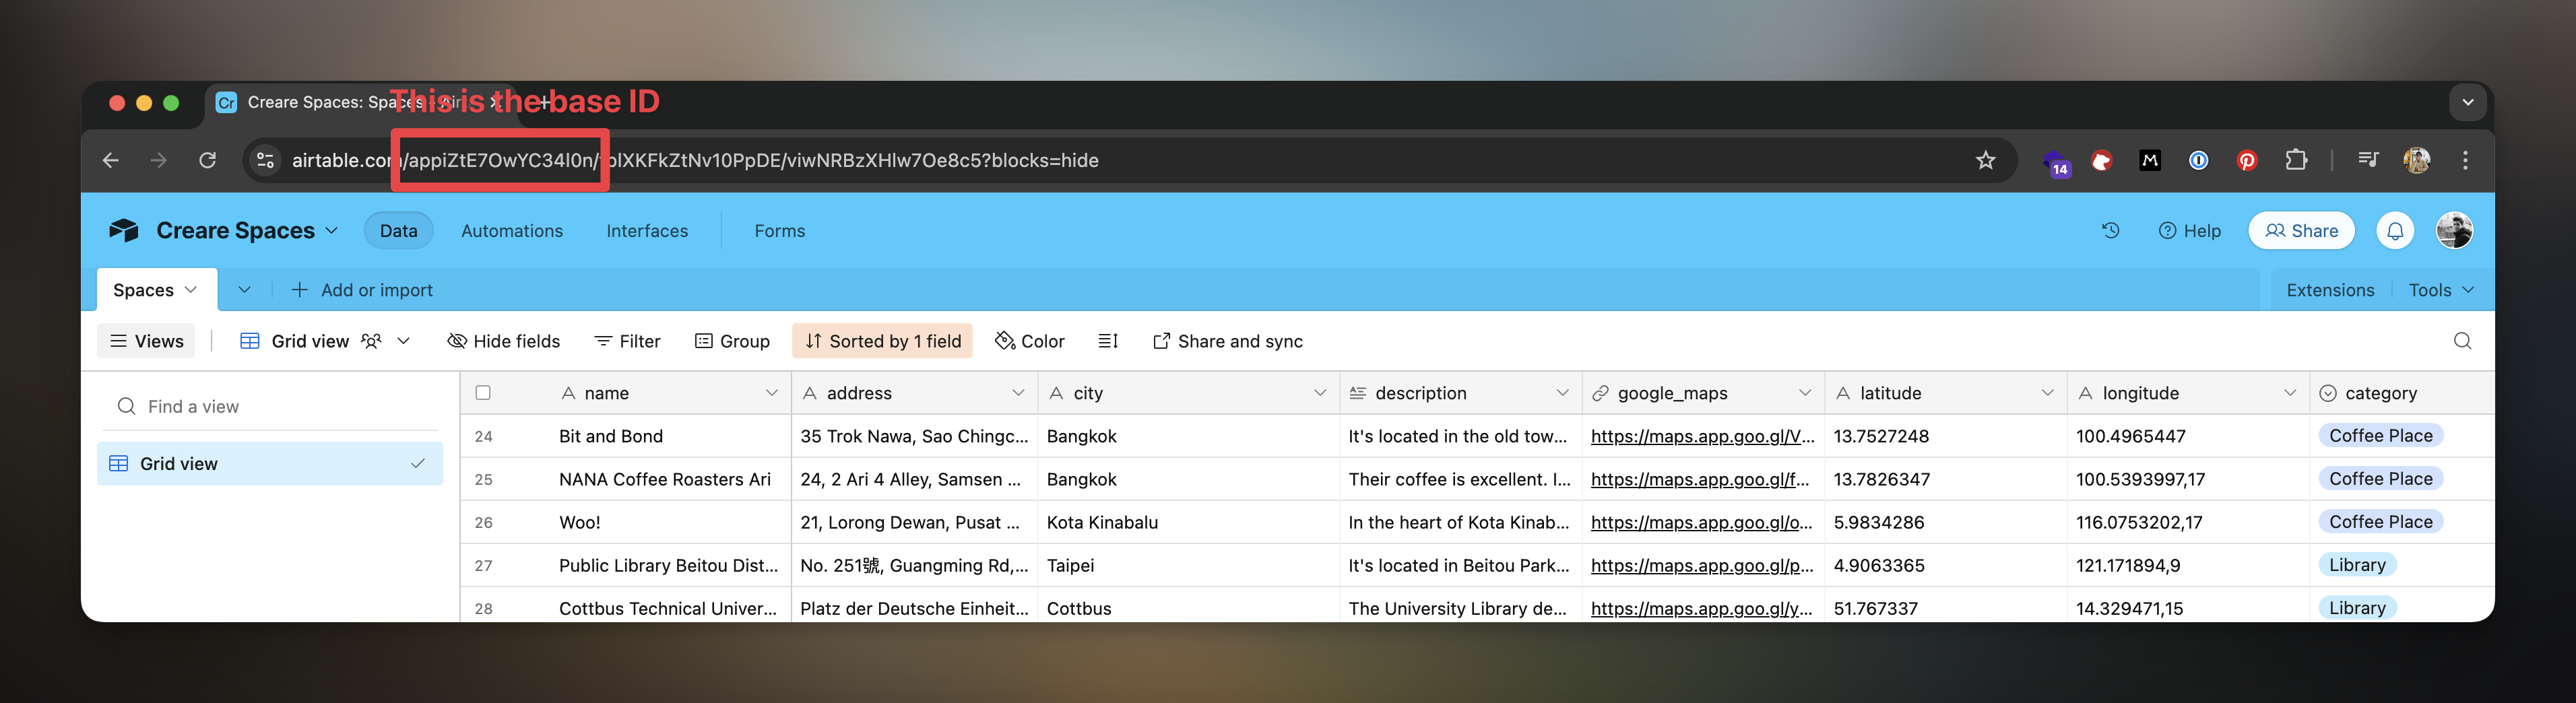 This is the base ID
Cr Creare Spaces: Spaces
airtable.com/appiZtE7OwYC34l0n/tblXKFkZtNv10PpDE/viwNRBzXHlw7Oe8c5?blocks=hide
14
M
Creare Spaces Data Automations Interfaces Forms Help Share
Spaces Add or import Extensions Tools
Views Grid view Hide fields Filter Group Sorted by 1 field Color Share and sync
Find a view
Grid view
name address city description google_maps latitude longitude category
24 Bit and Bond 35 Trok Nawa, Sao Chingc... Bangkok It's located in the old tow... https://maps.app.goo.gl/V... 13.7527248 100.4965447 Coffee Place
25 NANA Coffee Roasters Ari 24, 2 Ari 4 Alley, Samsen ... Bangkok Their coffee is excellent. I... https://maps.app.goo.gl/f... 13.7826347 100.5393997,17 Coffee Place
26 Woo! 21, Lorong Dewan, Pusat ... Kota Kinabalu In the heart of Kota Kinab... https://maps.app.goo.gl/o... 5.9834286 116.0753202,17 Coffee Place
27 Public Library Beitou Dist... No. 251號, Guangming Rd,... Taipei It's located in Beitou Park... https://maps.app.goo.gl/p... 4.9063365 121.171894,9 Library
28 Cottbus Technical Univer... Platz der Deutsche Einheit... Cottbus The University Library de... https://maps.app.goo.gl/y... 51.767337 14.329471,15 Library